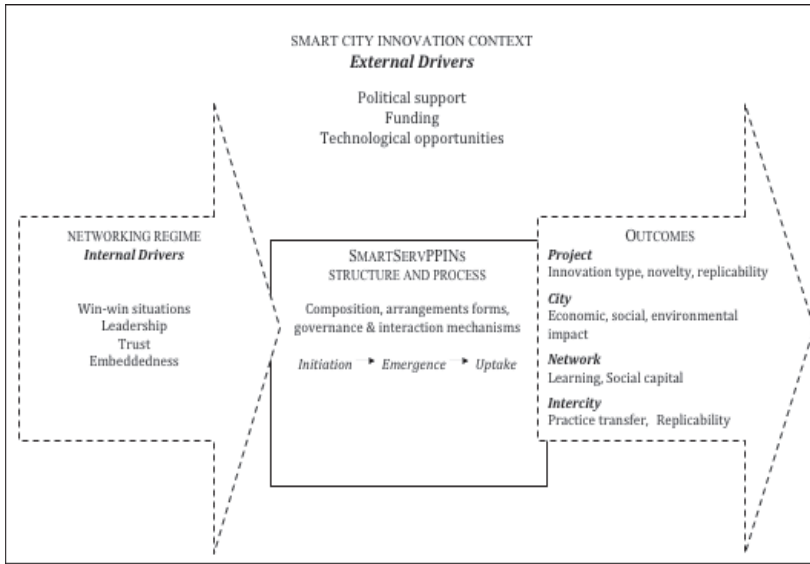 SMART CITY INNOVATION CONTEXT
External Drivers
Political support
Funding
Technological opportunities
NETWORKING REGIME
Internal Drivers
Win-win situations
Leadership
Trust
Embeddedness
SMARTSERVPPINS
STRUCTURE AND PROCESS
Composition, arrangements forms,
governance & interaction mechanisms
Initiation Emergence Uptake
OUTCOMES
Project
Innovation type, novelty, replicability
City
Economic, social, environmental
impact
Network
Learning, Social capital
Intercity
Practice transfer, Replicability